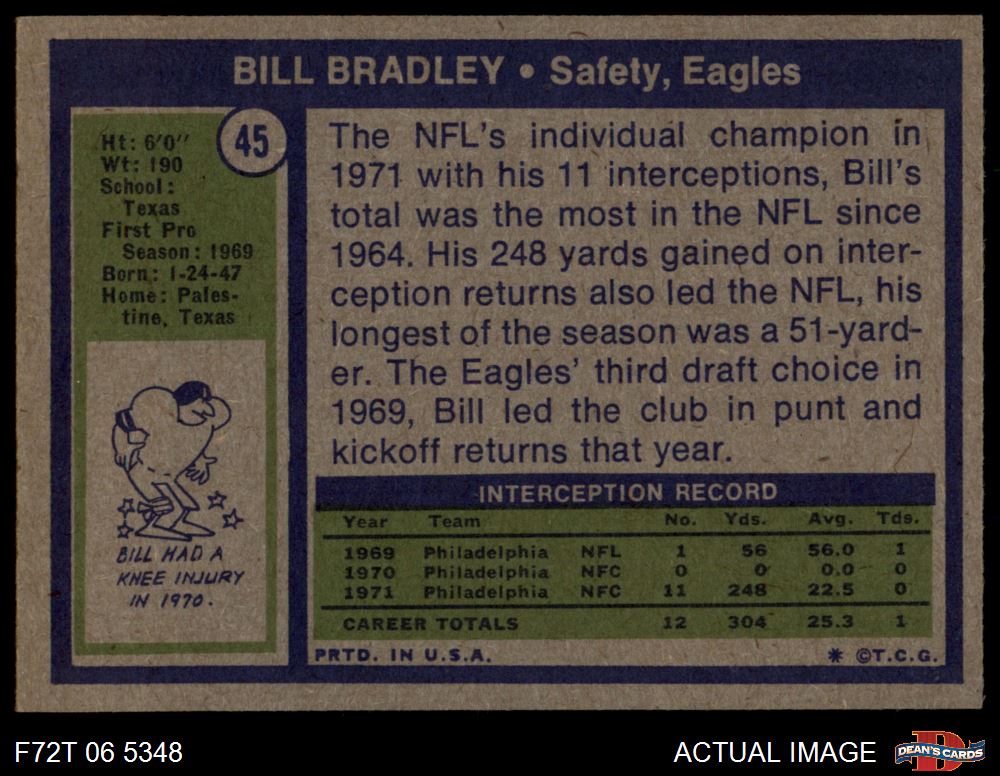 BILL BRADLEY • Safety, Eagles
45
Ht: 6'0"
Wt: 190
School:
Texas
First Pro
Season: 1969
Born: 1-24-47
Home: Pales-
tine, Texas
BILL HAD A
KNEE INJURY
IN 1970.
The NFL's individual champion in
1971 with his 11 interceptions, Bill's
total was the most in the NFL since
1964. His 248 yards gained on inter-
ception returns also led the NFL, his
longest of the season was a 51-yard-
er. The Eagles' third draft choice in
1969, Bill led the club in punt and
kickoff returns that year.
INTERCEPTION RECORD
Year Team No. Yds. Avg. Tds.
1969 Philadelphia NFL 1 56 56.0 1
1970 Philadelphia NFC 0 0 0.0 0
1971 Philadelphia NFC 11 248 22.5 0
CAREER TOTALS 12 304 25.3 1
PRTD. IN U.S.A. * ©T.C.G.
F72T 06 5348 ACTUAL IMAGE DEAN'S CARDS